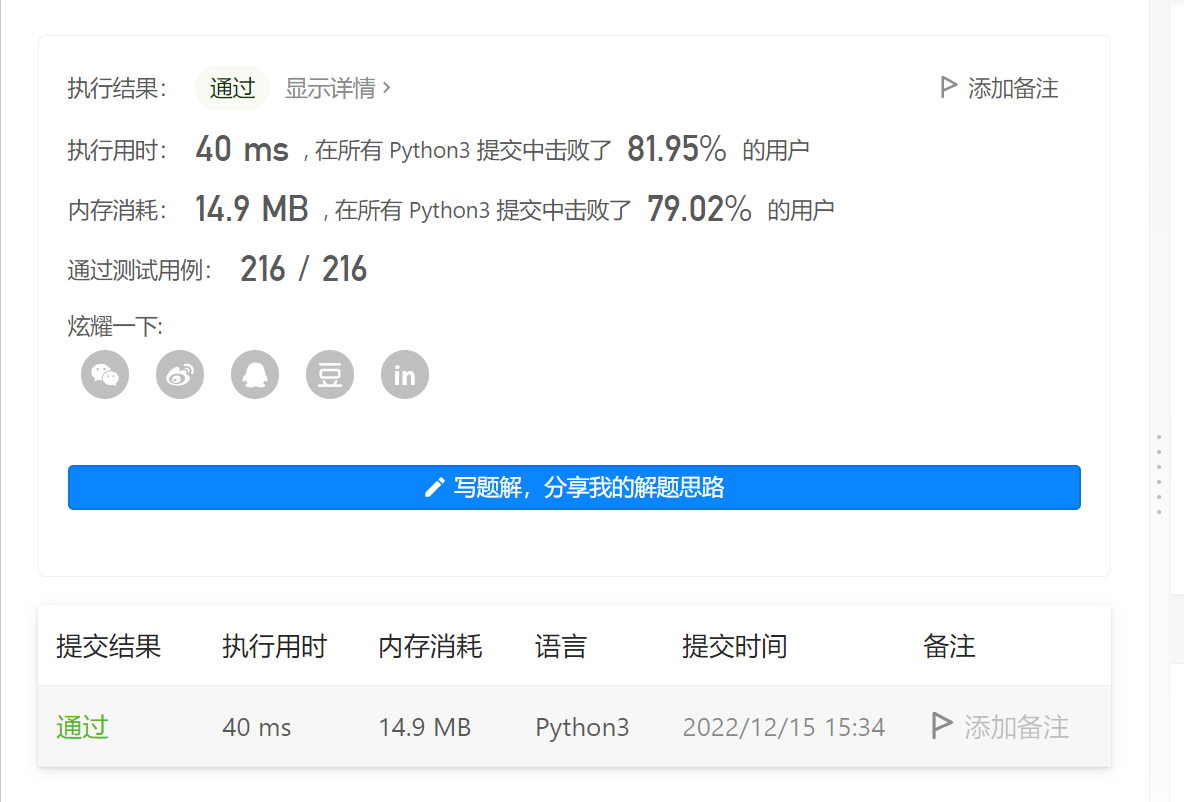 执行结果： 通过 显示详情 › 添加备注
执行用时： 40 ms , 在所有 Python3 提交中击败了 81.95% 的用户
内存消耗： 14.9 MB , 在所有 Python3 提交中击败了 79.02% 的用户
通过测试用例： 216 / 216
炫耀一下:
豆 in
写题解，分享我的解题思路
提交结果 执行用时 内存消耗 语言 提交时间 备注
通过 40 ms 14.9 MB Python3 2022/12/15 15:34 添加备注